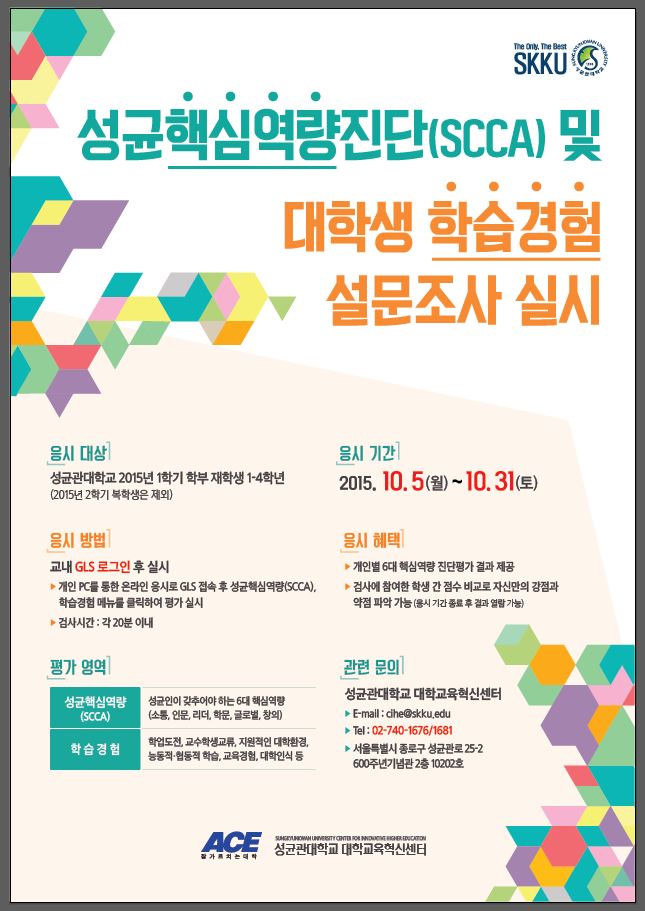 The Only, The Best
SKKU
성균핵심역량진단(SCCA) 및
대학생 학습경험
설문조사 실시
응시 대상
성균관대학교 2015년 1학기 학부 재학생 1-4학년
(2015년 2학기 복학생은 제외)
응시 기간
2015. 10. 5(월) ~ 10. 31(토)
응시 방법
교내 GLS 로그인 후 실시
▶ 개인 PC를 통한 온라인 응시로 GLS 접속 후 성균핵심역량(SCCA),
학습경험 메뉴를 클릭하여 평가 실시
▶ 검사시간 : 각 20분 이내
응시 혜택
▶ 개인별 6대 핵심역량 진단평가 결과 제공
▶ 검사에 참여한 학생 간 점수 비교로 자신만의 강점과
약점 파악 가능 (응시 기간 종료 후 결과 열람 가능)
평가 영역
성균핵심역량
(SCCA)
성균인이 갖추어야 하는 6대 핵심역량
(소통, 인문, 리더, 학문, 글로벌, 창의)
학습경험
학업도전, 교수학생교류, 지원적인 대학환경,
능동적·협동적 학습, 교육경험, 대학인식 등
관련 문의
성균관대학교 대학교육혁신센터
▶ E-mail : cihe@skku.edu
▶ Tel : 02-740-1676/1681
▶ 서울특별시 종로구 성균관로 25-2
600주년기념관 2층 10202호
ACE
잘가르치는대학
SUNGKYUNKWAN UNIVERSITY CENTER FOR INNOVATIVE HIGHER EDUCATION
성균관대학교 대학교육혁신센터